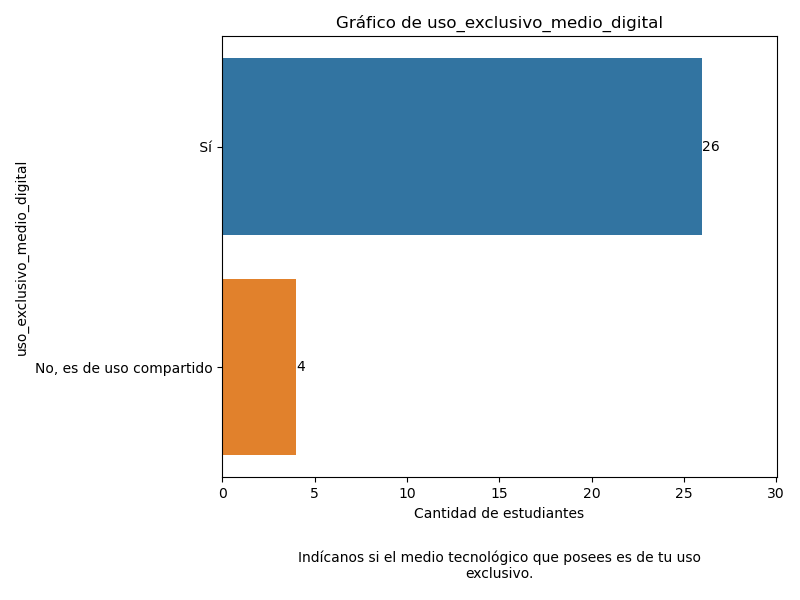 Gráfico de uso_exclusivo_medio_digital
uso_exclusivo_medio_digital
Sí
26
No, es de uso compartido
4
0 5 10 15 20 25 30
Cantidad de estudiantes
Indícanos si el medio tecnológico que posees es de tu uso
exclusivo.